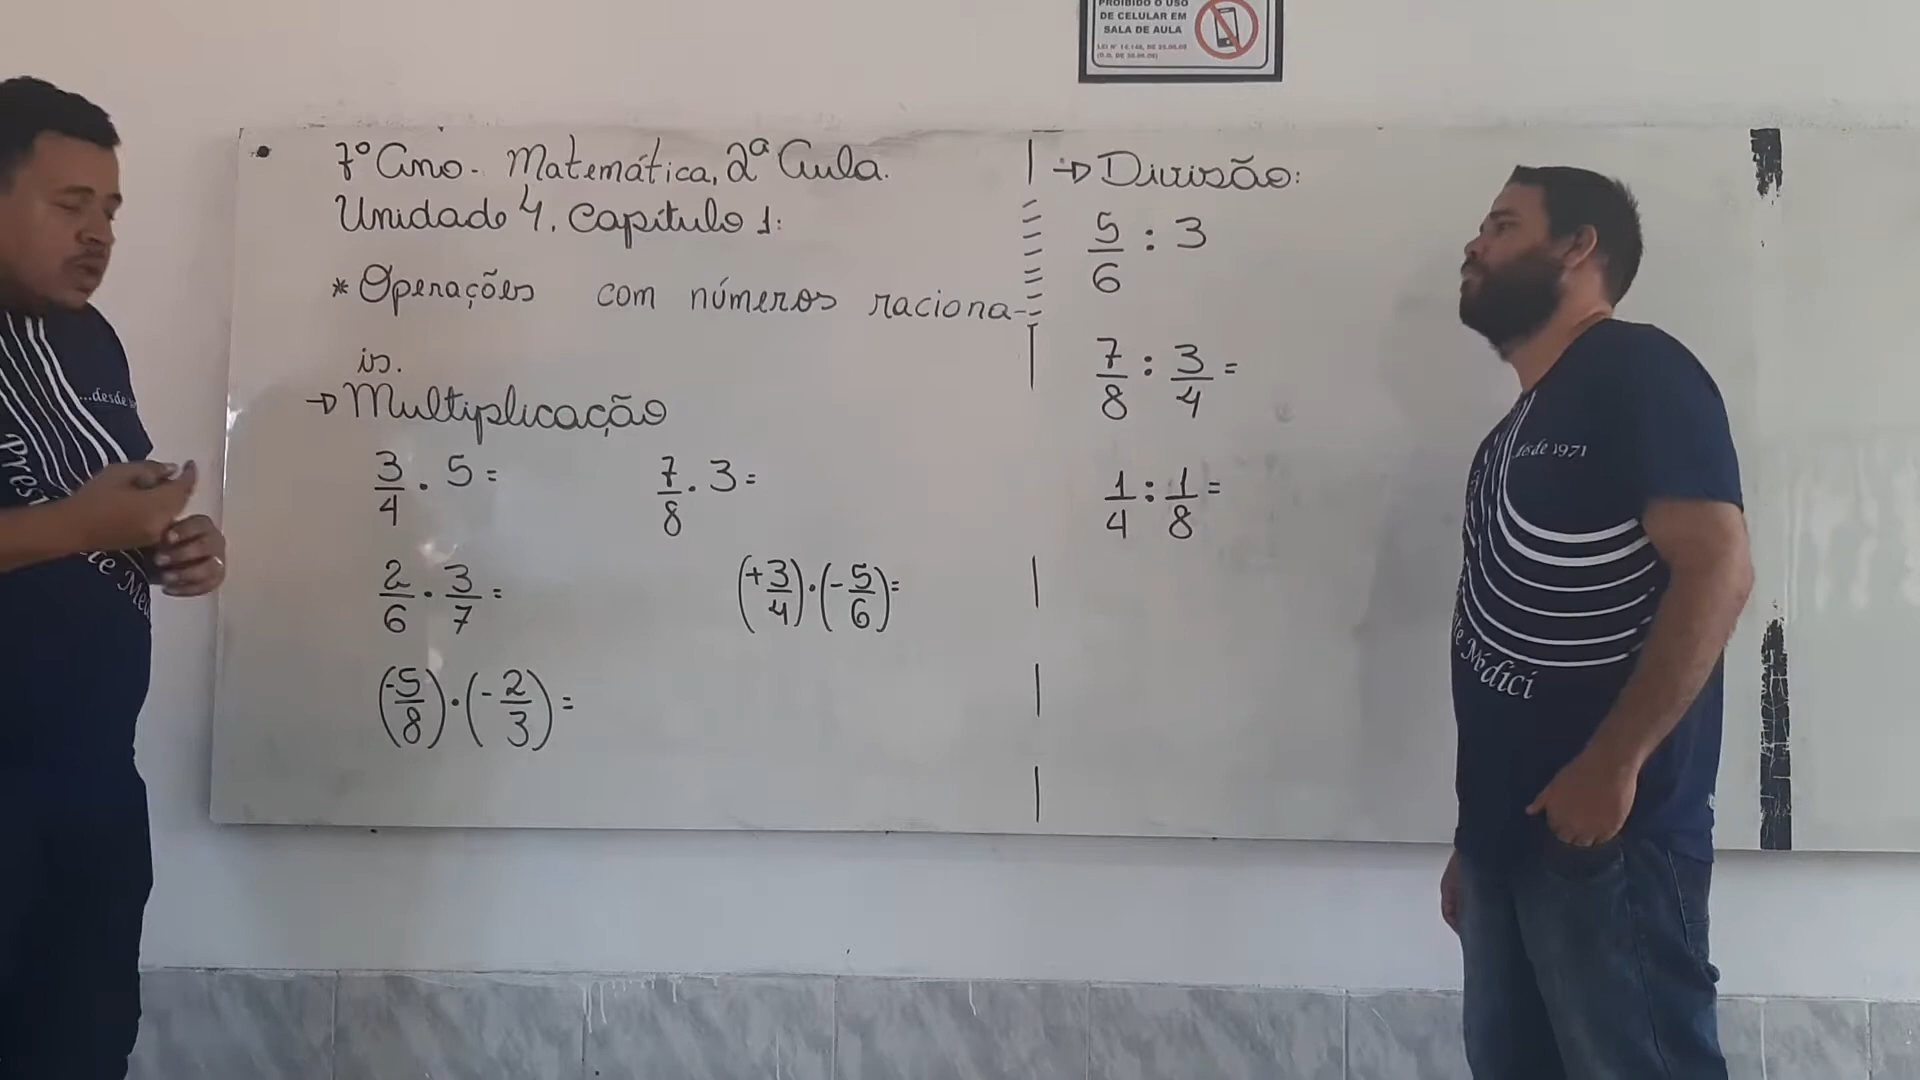 PROIBIDO O USO
DE CELULAR EM
SALA DE AULA
7º Ano - Matemática, 2ª Aula.
Unidade 4, Capítulo 1:
* Operações com números raciona-
is.
→ Multiplicação
3/4 . 5 =
7/8 . 3 =
2/6 . 3/7 =
(+3/4) . (-5/6) =
(-5/8) . (-2/3) =
→ Divisão:
5/6 : 3
7/8 : 3/4 =
1/4 : 1/8 =
...desde
desde 1971
Médici